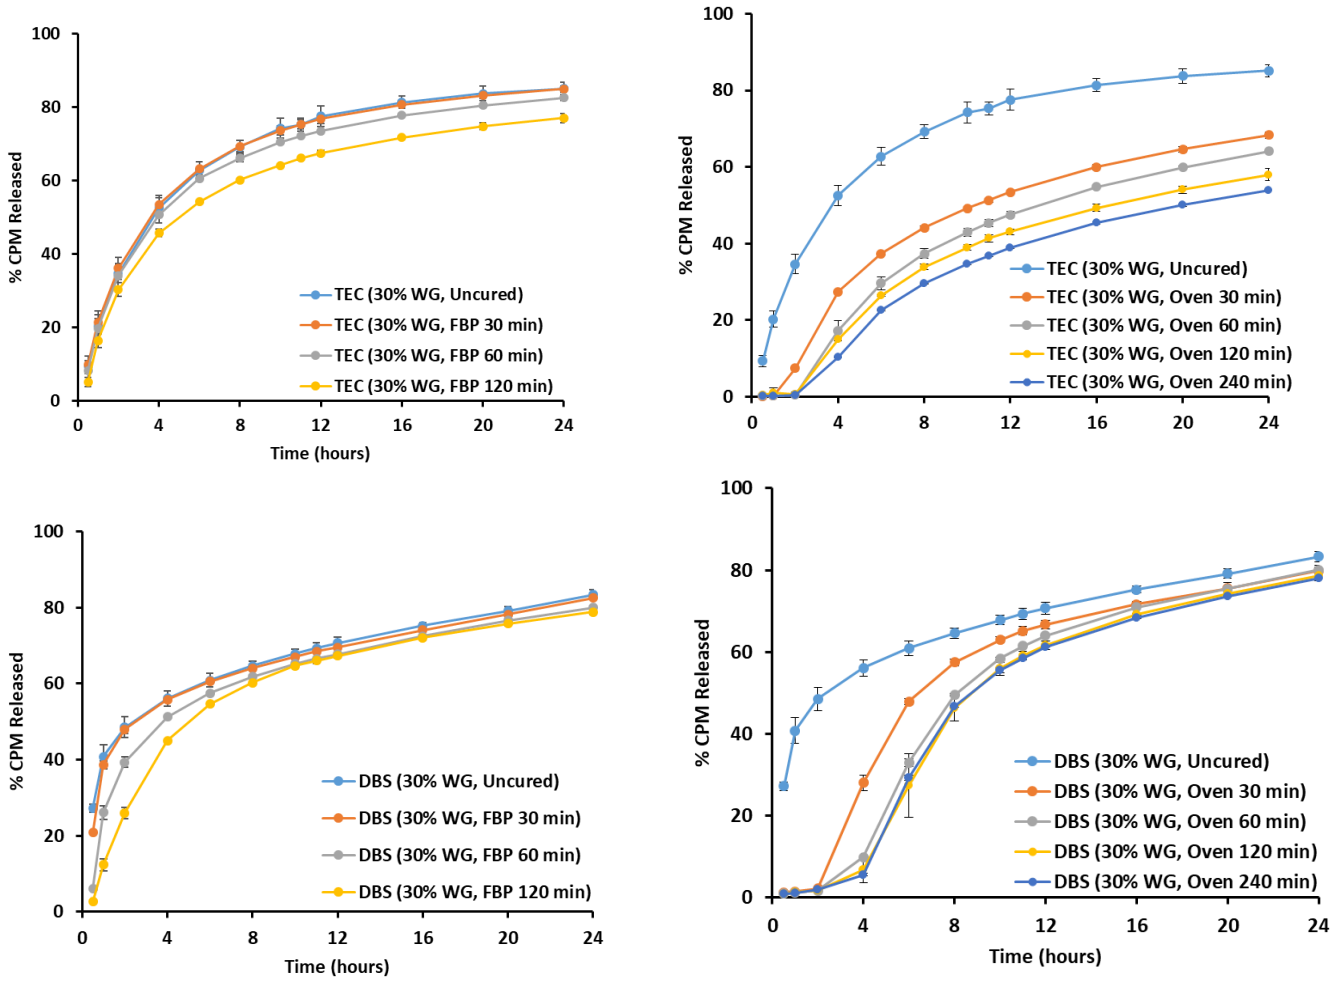 100
80
60
40
20
0
% CPM Released
TEC (30% WG, Uncured)
TEC (30% WG, FBP 30 min)
TEC (30% WG, FBP 60 min)
TEC (30% WG, FBP 120 min)
0 4 8 12 16 20 24
Time (hours)
100
80
60
40
20
0
% CPM Released
TEC (30% WG, Uncured)
TEC (30% WG, Oven 30 min)
TEC (30% WG, Oven 60 min)
TEC (30% WG, Oven 120 min)
TEC (30% WG, Oven 240 min)
0 4 8 12 16 20 24
100
80
60
40
20
0
% CPM Released
DBS (30% WG, Uncured)
DBS (30% WG, FBP 30 min)
DBS (30% WG, FBP 60 min)
DBS (30% WG, FBP 120 min)
0 4 8 12 16 20 24
Time (hours)
100
80
60
40
20
0
% CPM Released
DBS (30% WG, Uncured)
DBS (30% WG, Oven 30 min)
DBS (30% WG, Oven 60 min)
DBS (30% WG, Oven 120 min)
DBS (30% WG, Oven 240 min)
0 4 8 12 16 20 24
Time (hours)